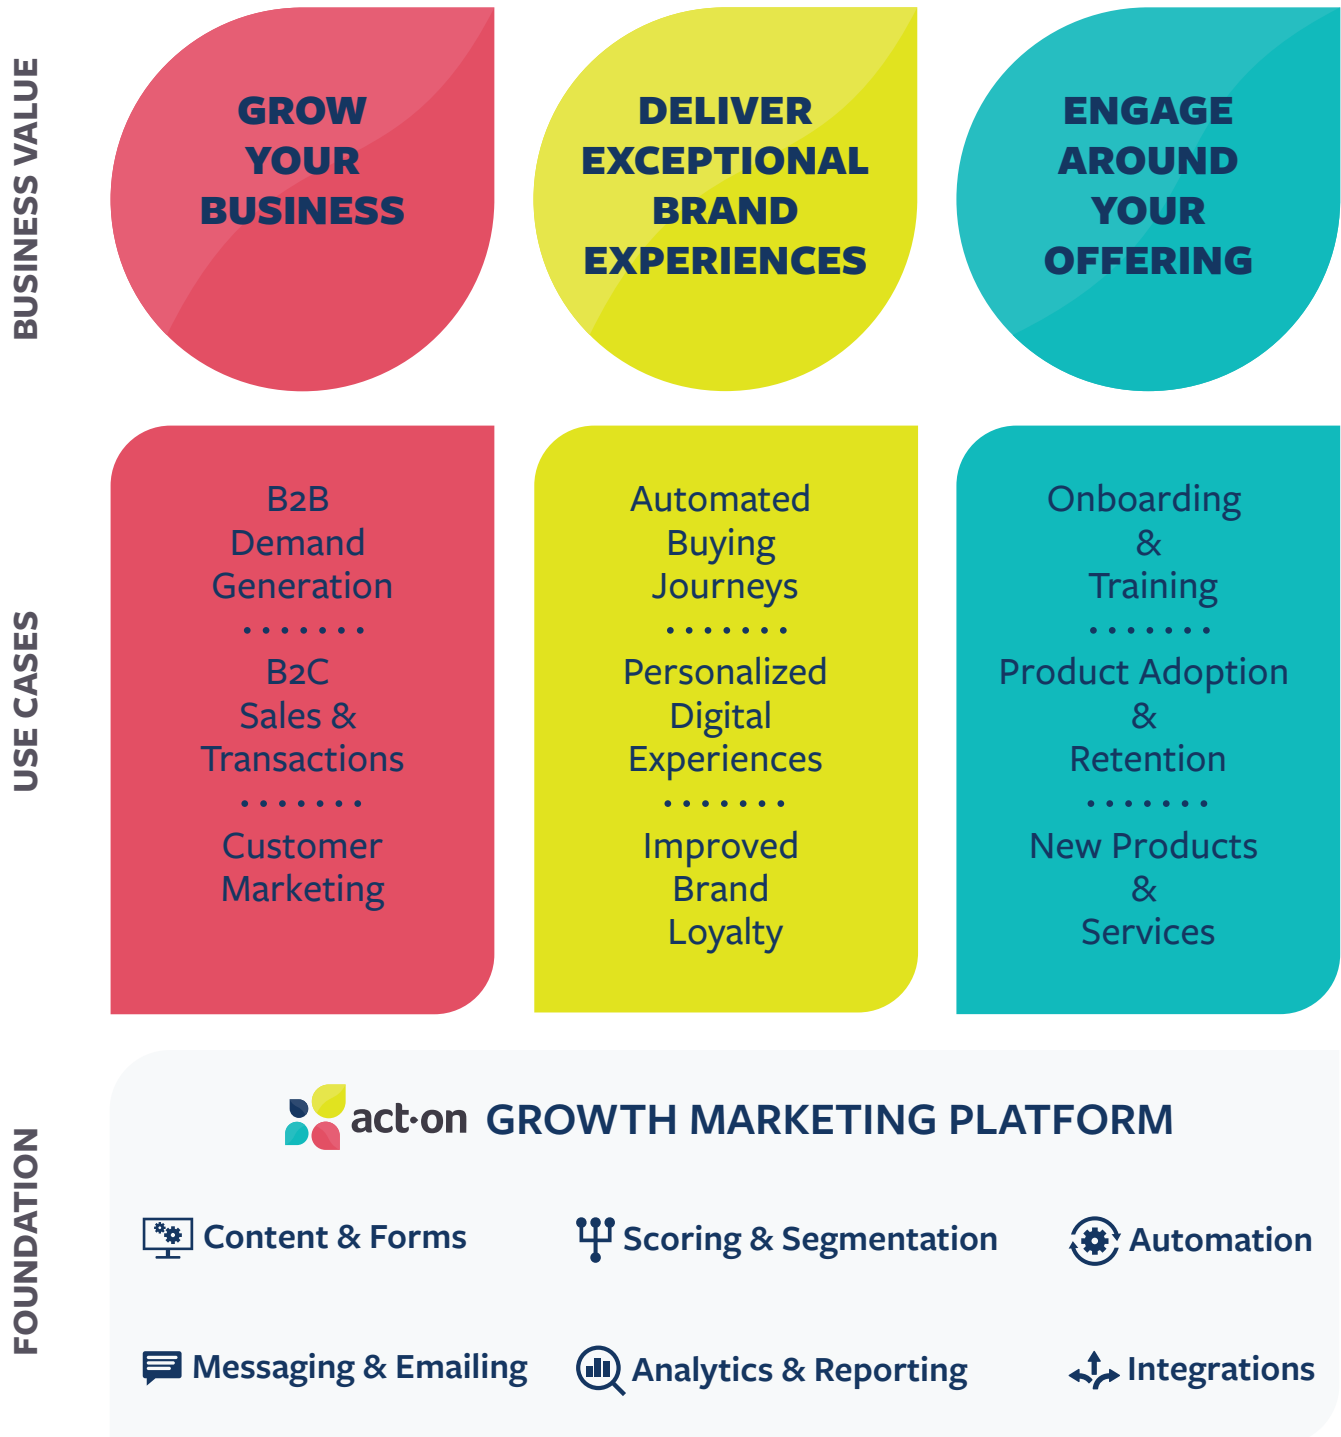 BUSINESS VALUE
GROW
YOUR
BUSINESS
DELIVER
EXCEPTIONAL
BRAND
EXPERIENCES
ENGAGE
AROUND
YOUR
OFFERING
USE CASES
B2B
Demand
Generation
B2C
Sales &
Transactions
Customer
Marketing
Automated
Buying
Journeys
Personalized
Digital
Experiences
Improved
Brand
Loyalty
Onboarding
&
Training
Product Adoption
&
Retention
New Products
&
Services
FOUNDATION
act-on GROWTH MARKETING PLATFORM
Content & Forms
Scoring & Segmentation
Automation
Messaging & Emailing
Analytics & Reporting
Integrations